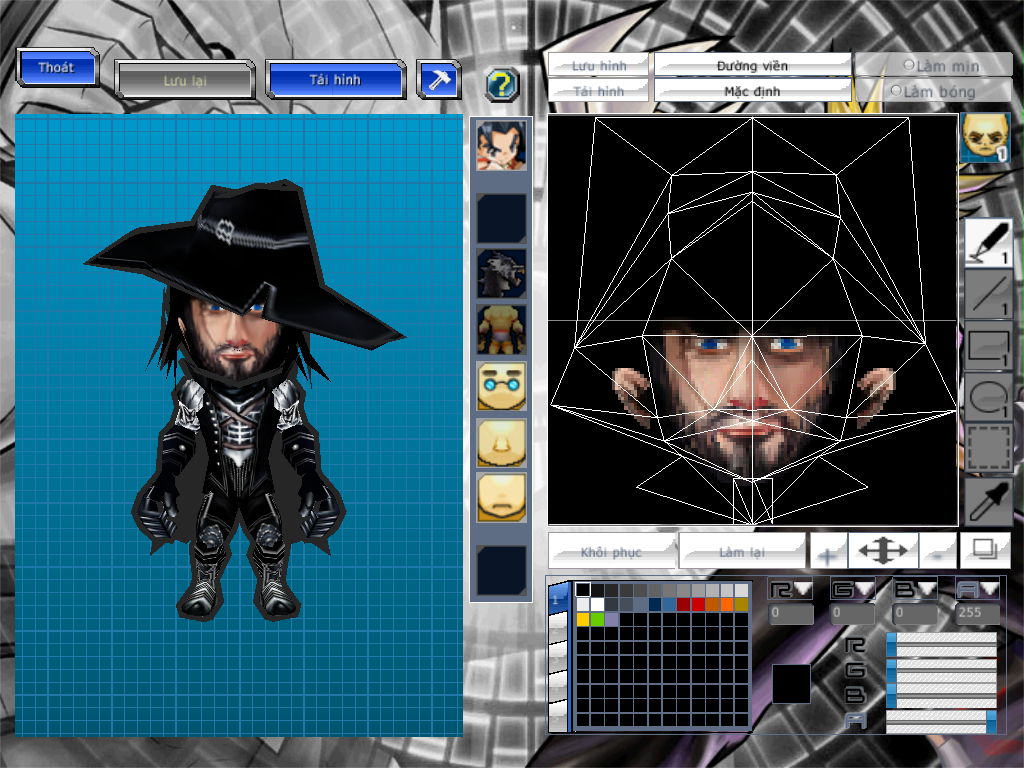 Thoát
Lưu lại
Tải hình
?
Lưu hình
Đường viền
Làm mịn
Tải hình
Mặc định
Làm bóng
1
1
1
1
1
Khôi phục
Làm lại
+
-
1
R G B A
0 0 0 255
R
G
B
A